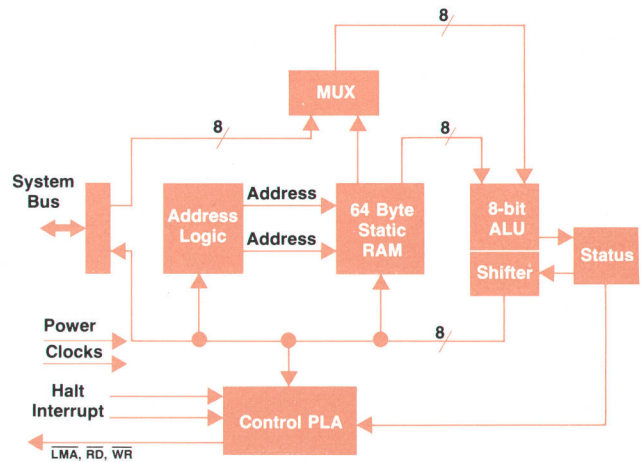 8
MUX
8
8
System
Bus
Address
Logic
Address
Address
64 Byte
Static
RAM
8-bit
ALU
Shifter
Status
Power
Clocks
8
Halt
Interrupt
Control PLA
LMA, RD, WR